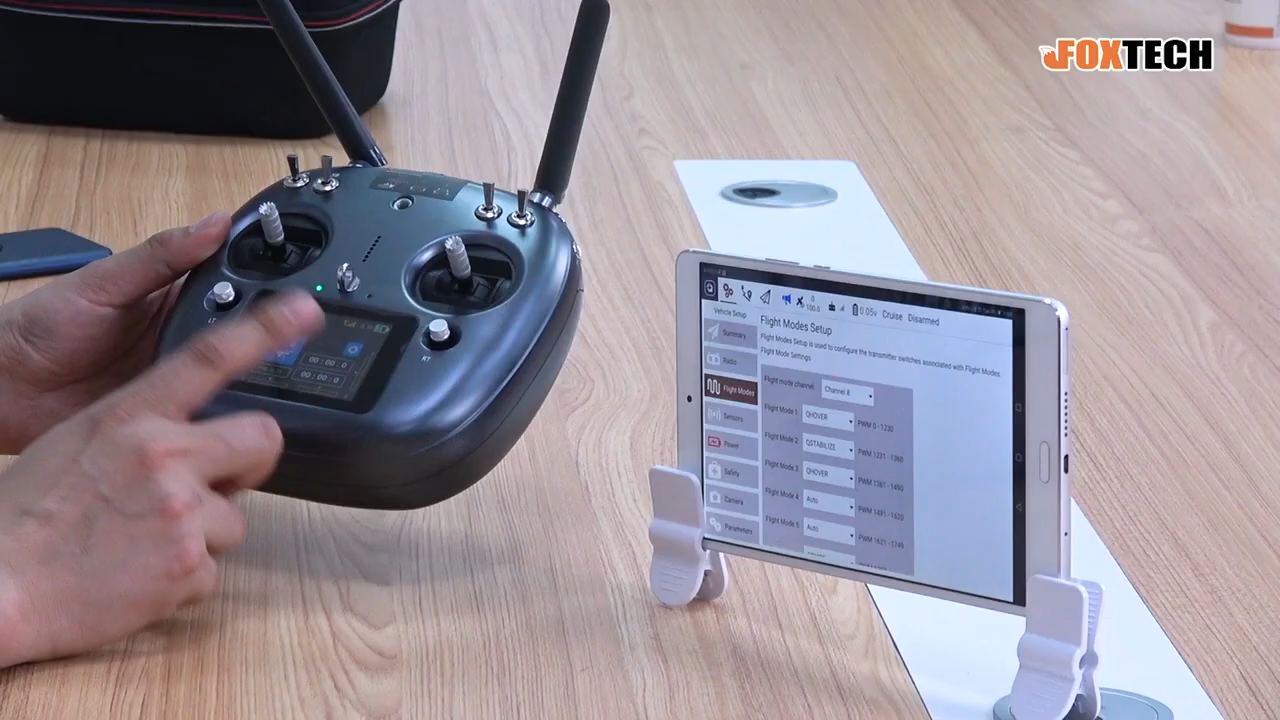 FOXTECH
0.05v Cruise Disarmed
100.0
Vehicle Setup
Flight Modes Setup
Flight Modes Setup is used to configure the transmitter switches associated with Flight Modes
Flight Mode Settings
Summary
Radio
Flight Modes
Sensors
Power
Safety
Camera
Parameters
Flight mode channel: Channel 8
Flight Mode 1 QHOVER PWM 0 - 1230
Flight Mode 2 QSTABILIZE PWM 1231 - 1360
Flight Mode 3 QHOVER PWM 1361 - 1490
Flight Mode 4 Auto PWM 1491 - 1620
Flight Mode 5 Auto PWM 1621 - 1749
LT
RT
00:00:0
00:00:0